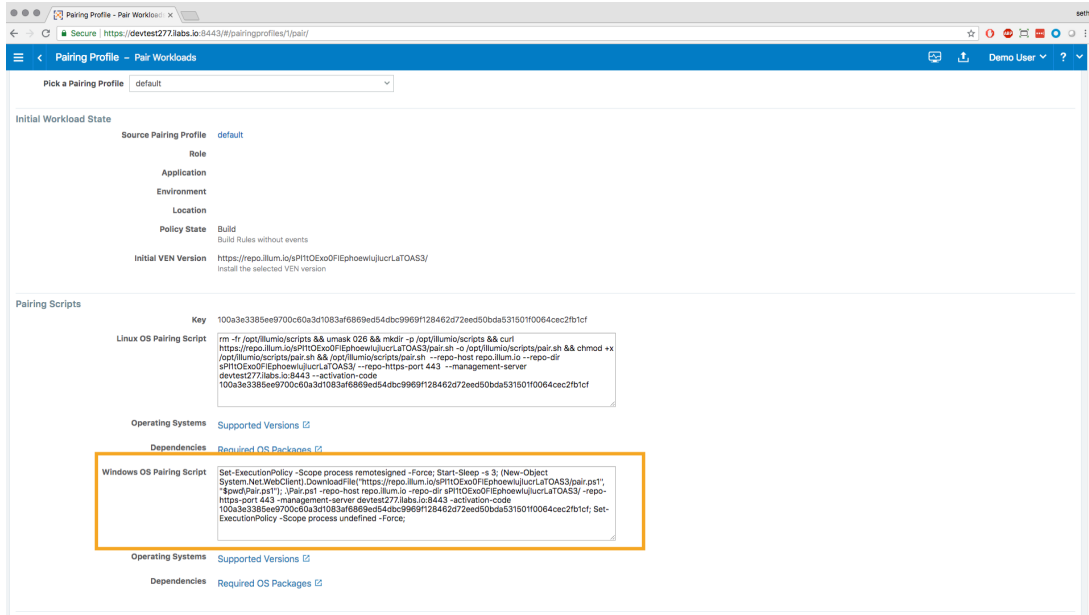 Pairing Profile - Pair Workloads
seth
Secure | https://devtest277.ilabs.io:8443/#/pairingprofiles/1/pair/
Pairing Profile – Pair Workloads
Demo User
?
Pick a Pairing Profile default
Initial Workload State
Source Pairing Profile default
Role
Application
Environment
Location
Policy State Build
Build Rules without events
Initial VEN Version https://repo.illum.io/sPI1tOExo0FIEphoewIujIucrLaTOAS3/
Install the selected VEN version
Pairing Scripts
Key 100a3e3385ee9700c60a3d1083af6869ed54dbc9969f128462d72eed50bda531501f0064cec2fb1cf
Linux OS Pairing Script rm -fr /opt/illumio/scripts && umask 026 && mkdir -p /opt/illumio/scripts && curl
https://repo.illum.io/sPI1tOExo0FIEphoewIujIucrLaTOAS3/pair.sh -o /opt/illumio/scripts/pair.sh && chmod +x
/opt/illumio/scripts/pair.sh && /opt/illumio/scripts/pair.sh --repo-host repo.illum.io --repo-dir
sPI1tOExo0FIEphoewIujIucrLaTOAS3/ --repo-https-port 443 --management-server
devtest277.ilabs.io:8443 --activation-code
100a3e3385ee9700c60a3d1083af6869ed54dbc9969f128462d72eed50bda531501f0064cec2fb1cf
Operating Systems Supported Versions
Dependencies Required OS Packages
Windows OS Pairing Script Set-ExecutionPolicy -Scope process remotesigned -Force; Start-Sleep -s 3; (New-Object
System.Net.WebClient).DownloadFile("https://repo.illum.io/sPI1tOExo0FIEphoewIujIucrLaTOAS3/pair.ps1",
"$pwd\Pair.ps1"); .\Pair.ps1 -repo-host repo.illum.io -repo-dir sPI1tOExo0FIEphoewIujIucrLaTOAS3/ -repo-
https-port 443 -management-server devtest277.ilabs.io:8443 -activation-code
100a3e3385ee9700c60a3d1083af6869ed54dbc9969f128462d72eed50bda531501f0064cec2fb1cf; Set-
ExecutionPolicy -Scope process undefined -Force;
Operating Systems Supported Versions
Dependencies Required OS Packages